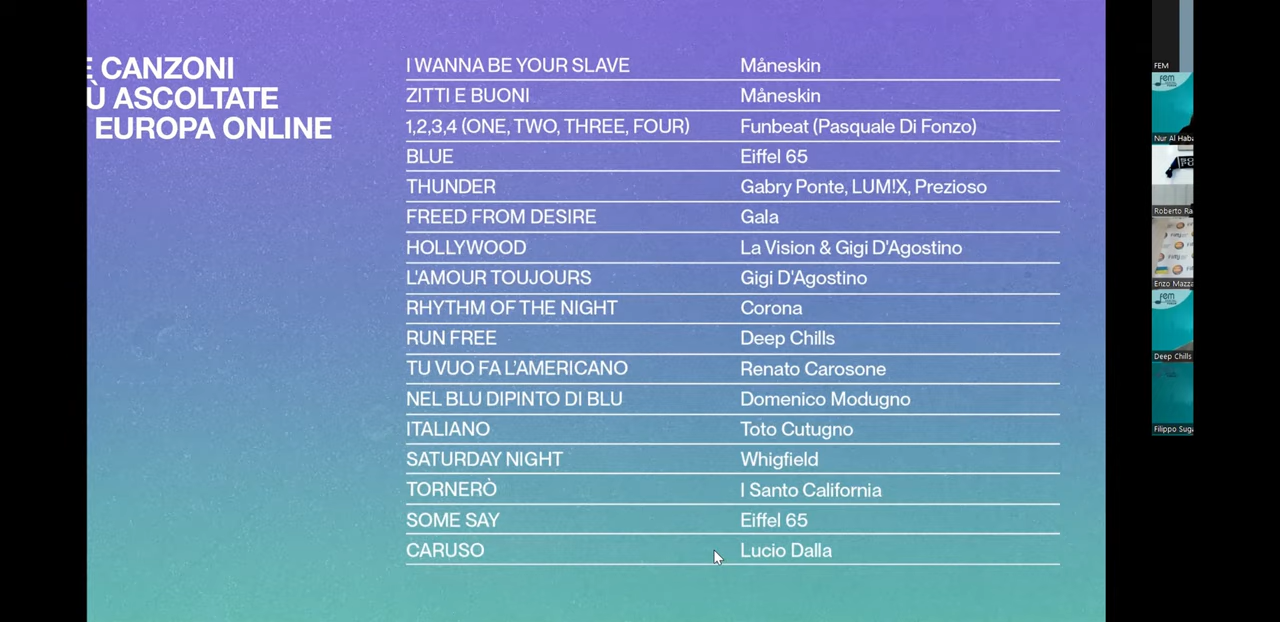 E CANZONI
Ù ASCOLTATE
EUROPA ONLINE
I WANNA BE YOUR SLAVE Måneskin
ZITTI E BUONI Måneskin
1,2,3,4 (ONE, TWO, THREE, FOUR) Funbeat (Pasquale Di Fonzo)
BLUE Eiffel 65
THUNDER Gabry Ponte, LUM!X, Prezioso
FREED FROM DESIRE Gala
HOLLYWOOD La Vision & Gigi D'Agostino
L'AMOUR TOUJOURS Gigi D'Agostino
RHYTHM OF THE NIGHT Corona
RUN FREE Deep Chills
TU VUO FA L'AMERICANO Renato Carosone
NEL BLU DIPINTO DI BLU Domenico Modugno
ITALIANO Toto Cutugno
SATURDAY NIGHT Whigfield
TORNERÒ I Santo California
SOME SAY Eiffel 65
CARUSO Lucio Dalla
FEM
fem
Nur Al Haba
Roberto Ra
Enzo Mazza
fem
Deep Chills
Filippo Suga